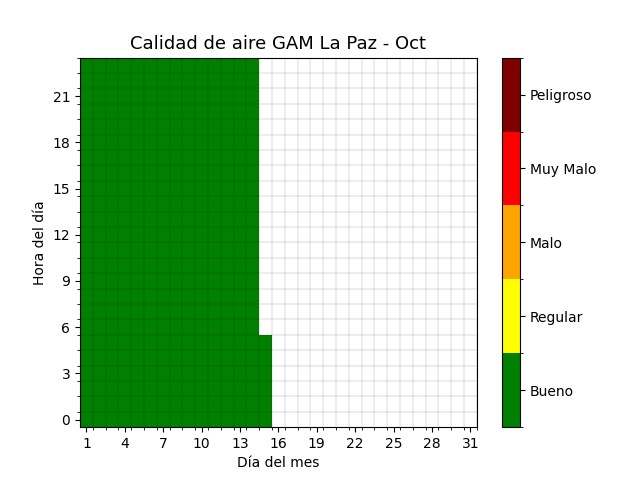 Calidad de aire GAM La Paz - Oct
Hora del día
21
18
15
12
9
6
3
0
1 4 7 10 13 16 19 22 25 28 31
Día del mes
Peligroso
Muy Malo
Malo
Regular
Bueno